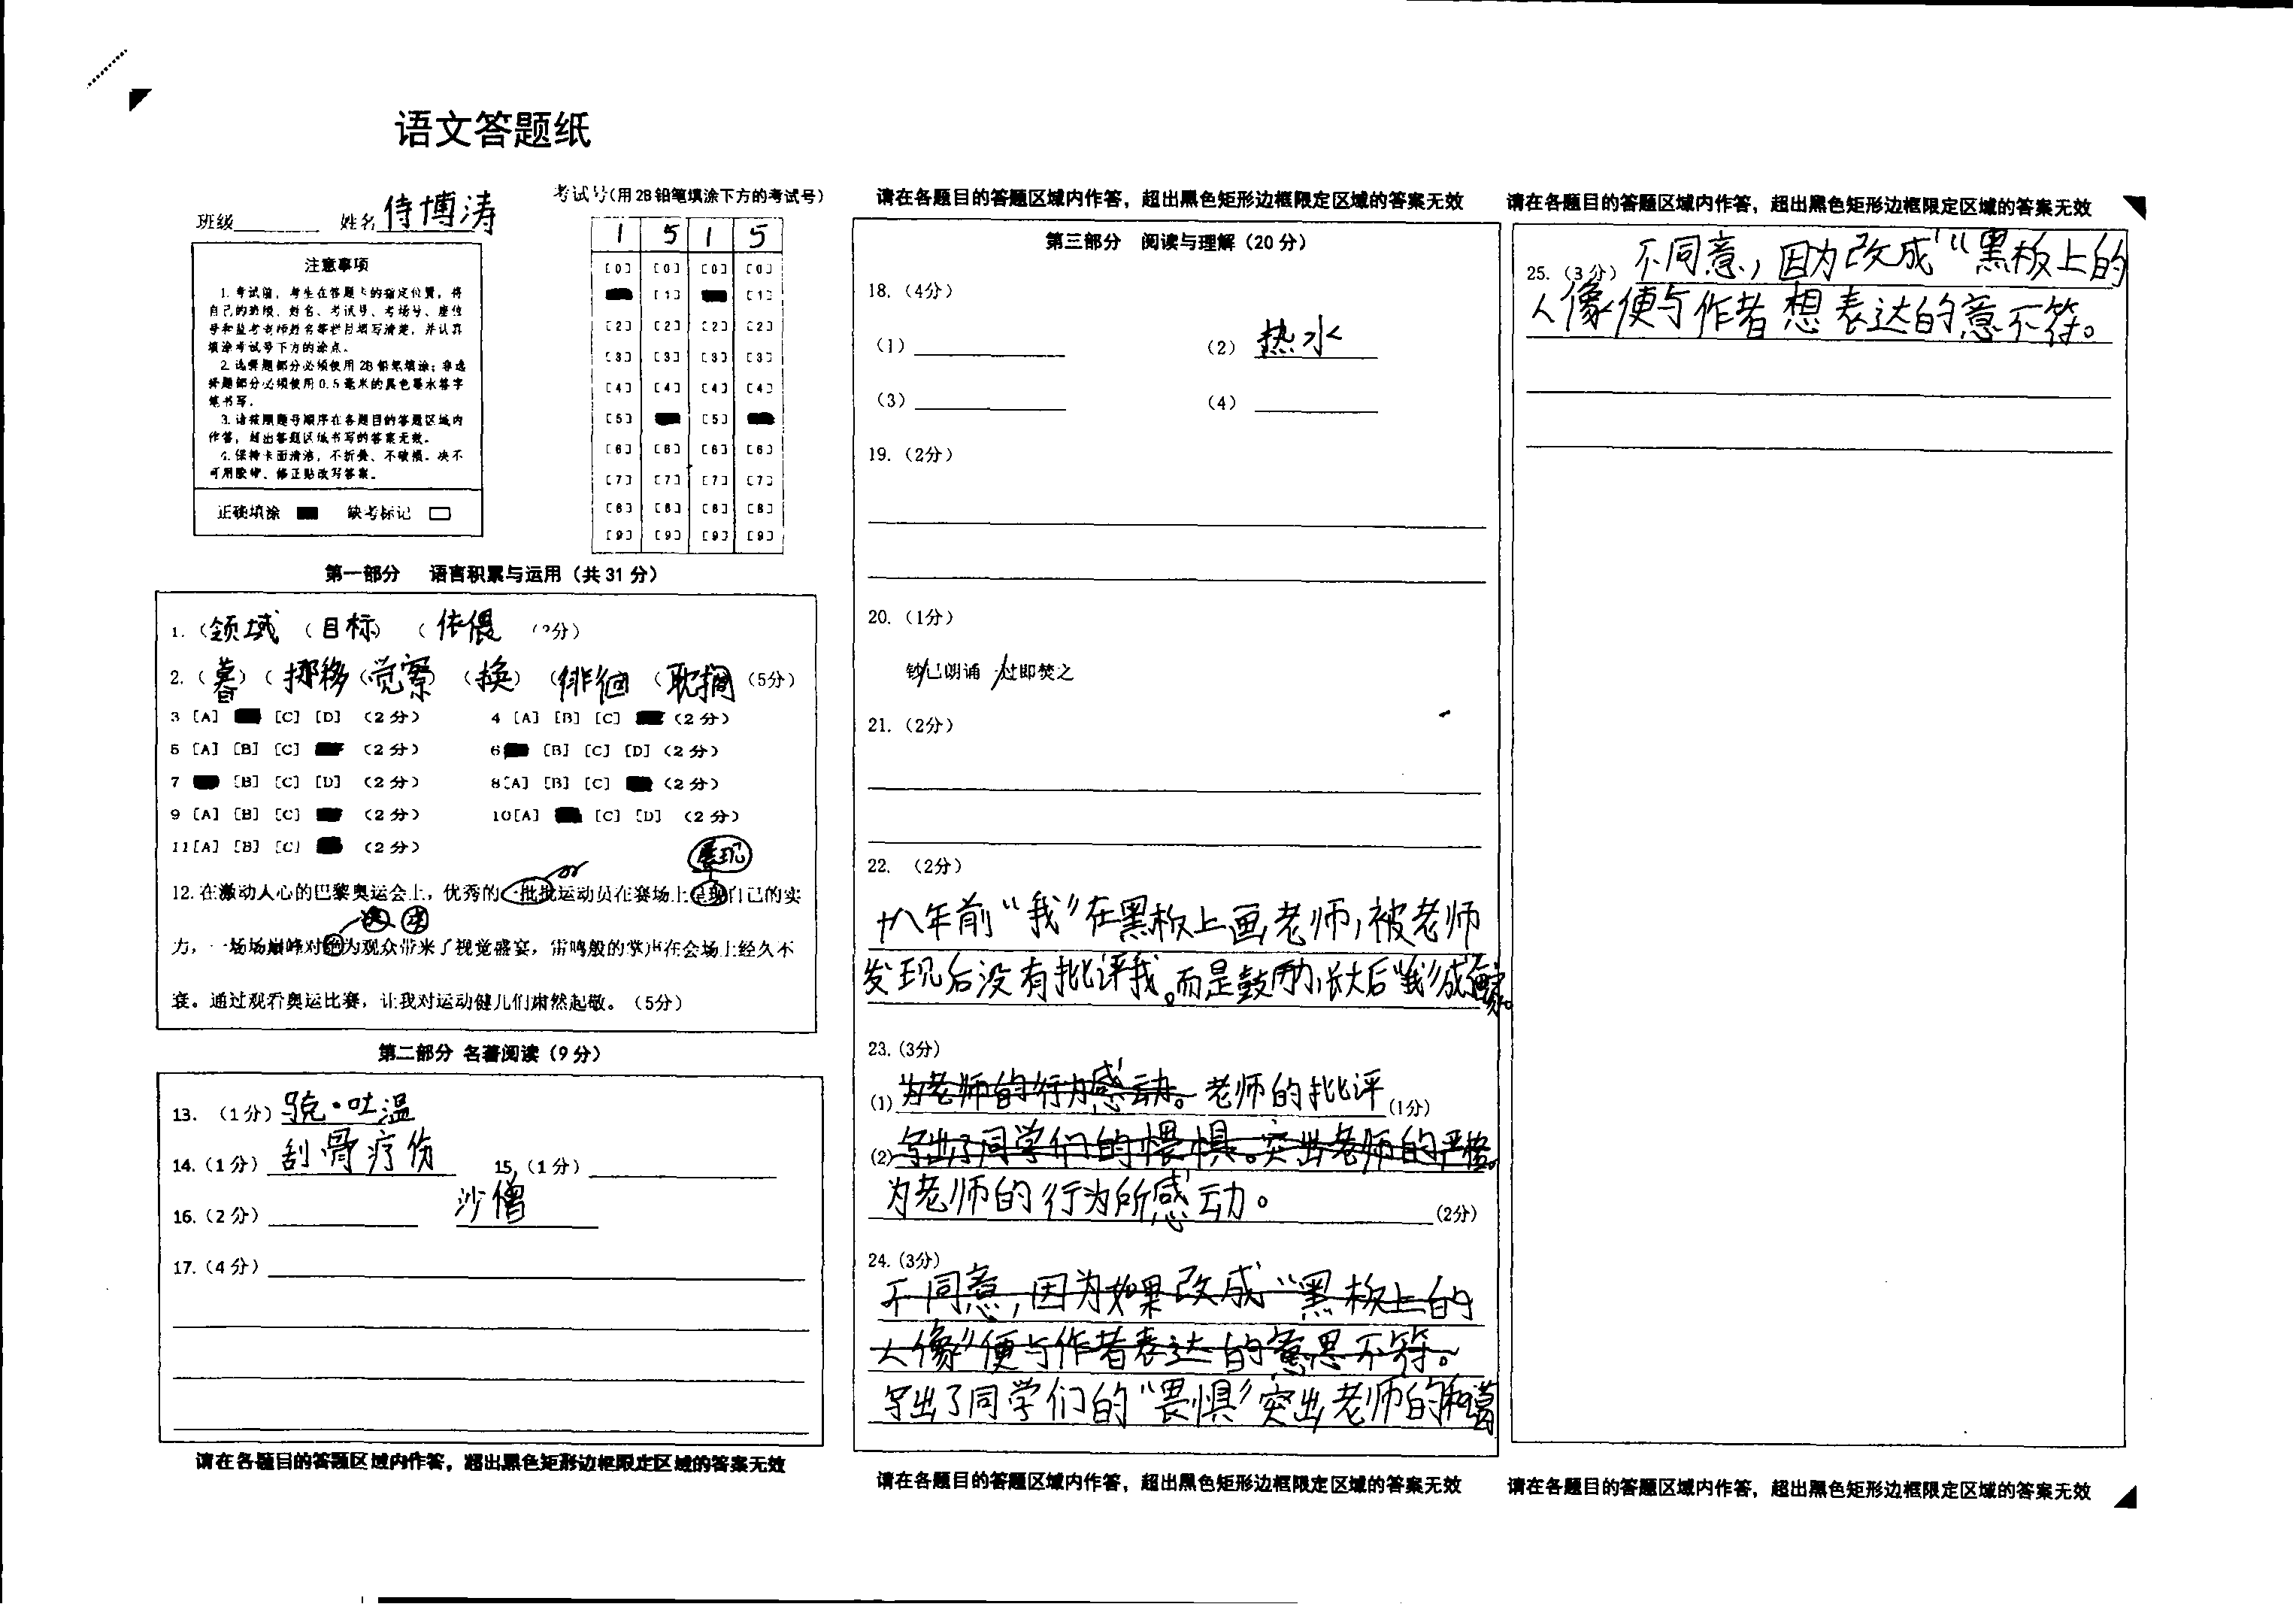 语文答题纸
班级 姓名 侍博涛
考试号(用2B铅笔填涂下方的考试号)
1 5 1 5
[0] [0] [0] [0]
[1] [1]
[2] [2] [2] [2]
[3] [3] [3] [3]
[4] [4] [4] [4]
[5] [5]
[6] [6] [6] [6]
[7] [7] [7] [7]
[8] [8] [8] [8]
[9] [9] [9] [9]
注意事项
1.考试前,考生在答题卡的指定位置,将
自己的班级、姓名、考试号、考场号、座位
号和监考老师姓名等栏目填写清楚,并认真
填涂考试号下方的涂点。
2.选择题部分必须使用2B铅笔填涂;非选
择题部分必须使用0.5毫米的黑色墨水签字
笔书写。
3.请按照题号顺序在各题目的答题区域内
作答,超出答题区域书写的答案无效。
4.保持卡面清洁,不折叠、不破损。决不
可用胶带、修正贴改写答案。
正确填涂 缺考标记
第一部分 语言积累与运用(共31分)
1.(领域 (目标) (依偎 分)
2.(暮) (挪移 (觉察) (换) (徘徊 (耽搁 (5分)
3 [A] [C] [D] (2分) 4 [A] [B] [C] (2分)
5 [A] [B] [C] (2分) 6 [B] [C] [D] (2分)
7 [B] [C] [D] (2分) 8[A] [B] [C] (2分)
9 [A] [B] [C] (2分) 10[A] [C] [D] (2分)
11[A] [B] [C] (2分)
展现
12.在激动人心的巴黎奥运会上,优秀的一批批运动员在赛场上呈现自己的实
决
力,一场场巅峰对绝为观众带来了视觉盛宴,雷鸣般的掌声在会场上经久不
衰。通过观看奥运比赛,让我对运动健儿们肃然起敬。(5分)
第二部分 名著阅读(9分)
13.(1分) 骁·吐温
14.(1分) 刮骨疗伤 15.(1分)
16.(2分) 沙僧
17.(4分)
请在各题目的答题区域内作答,超出黑色矩形边框限定区域的答案无效
请在各题目的答题区域内作答,超出黑色矩形边框限定区域的答案无效
第三部分 阅读与理解(20分)
18.(4分)
(1) (2) 热水
(3) (4)
19.(2分)
20.(1分)
钞已朗诵 过即焚之
21.(2分)
22.(2分)
十八年前“我”在黑板上画老师,被老师
发现后没有批评我。而是鼓励,长大后“我”成
23.(3分)
(1) 为老师的行为感动。老师的批评 (1分)
(2) 写出了同学们的惧。突出老师的严格。
为老师的行为所感动。 (2分)
24.(3分)
不同意,因为如果改成“黑板上的
人像”便与作者表达的意思不符。
写出了同学们的“畏惧”突出老师的和蔼
请在各题目的答题区域内作答,超出黑色矩形边框限定区域的答案无效
请在各题目的答题区域内作答,超出黑色矩形边框限定区域的答案无效
25.(3分) 不同意,因为改成“黑板上的
人像便与作者想表达的意不符。
请在各题目的答题区域内作答,超出黑色矩形边框限定区域的答案无效